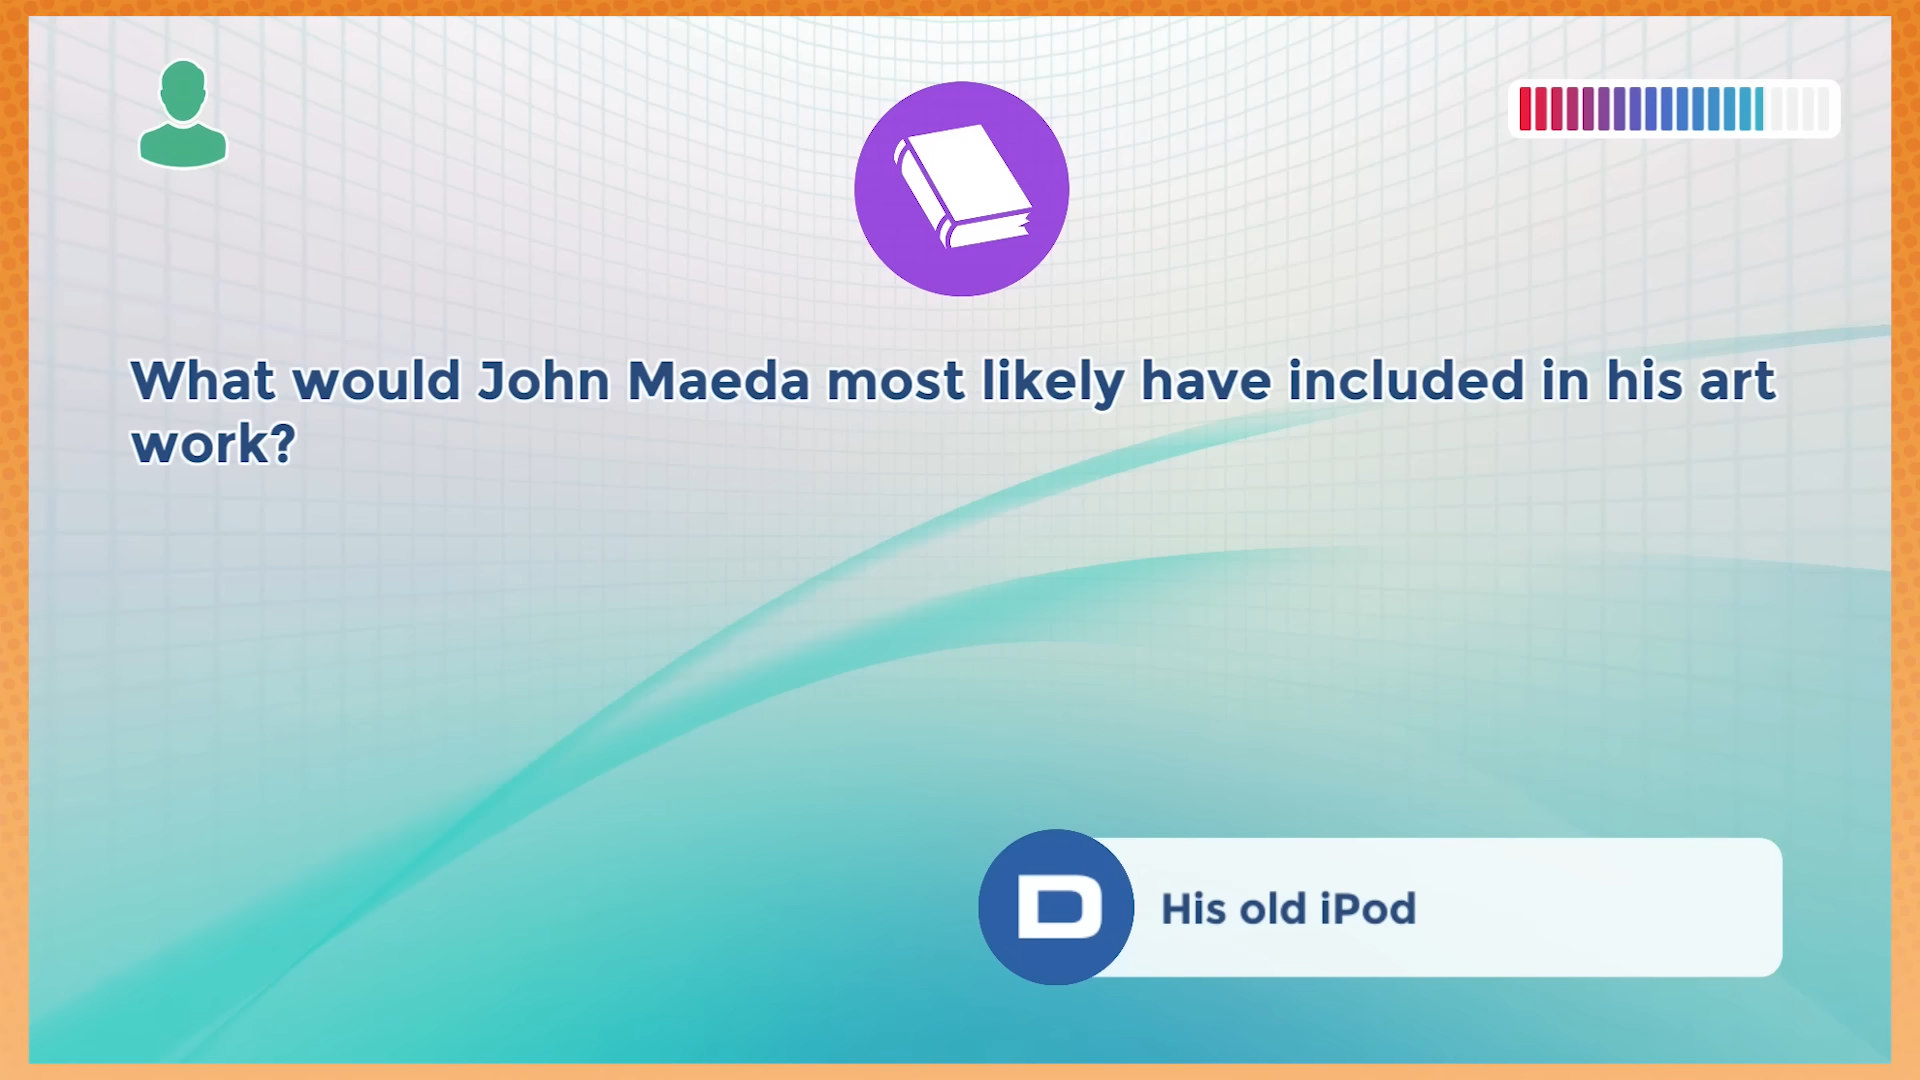 What would John Maeda most likely have included in his art
work?
D His old iPod